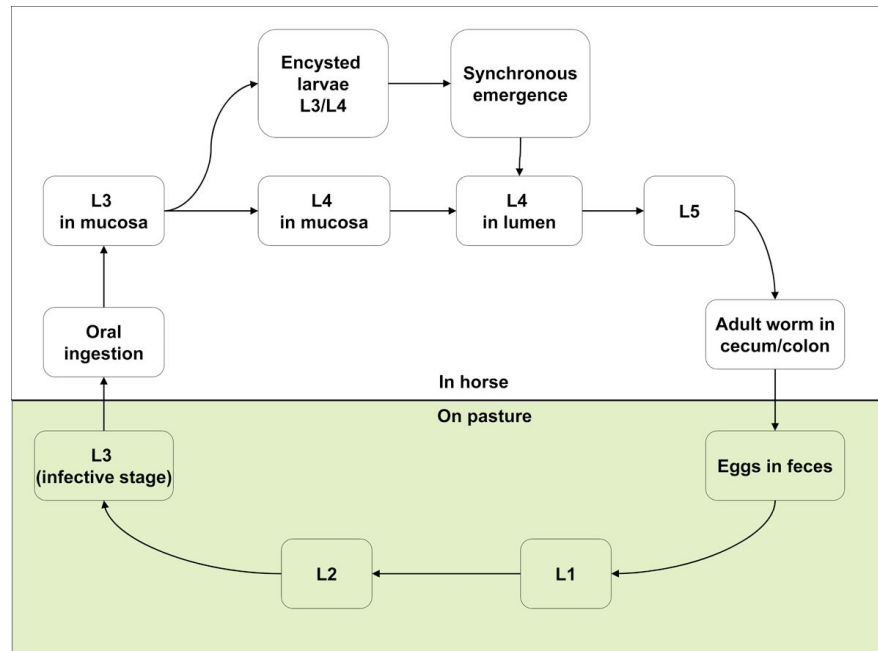 Encysted
larvae
L3/L4
Synchronous
emergence
L3
in mucosa
L4
in mucosa
L4
in lumen
L5
Oral
ingestion
Adult worm in
cecum/colon
In horse
On pasture
L3
(infective stage)
Eggs in feces
L2
L1